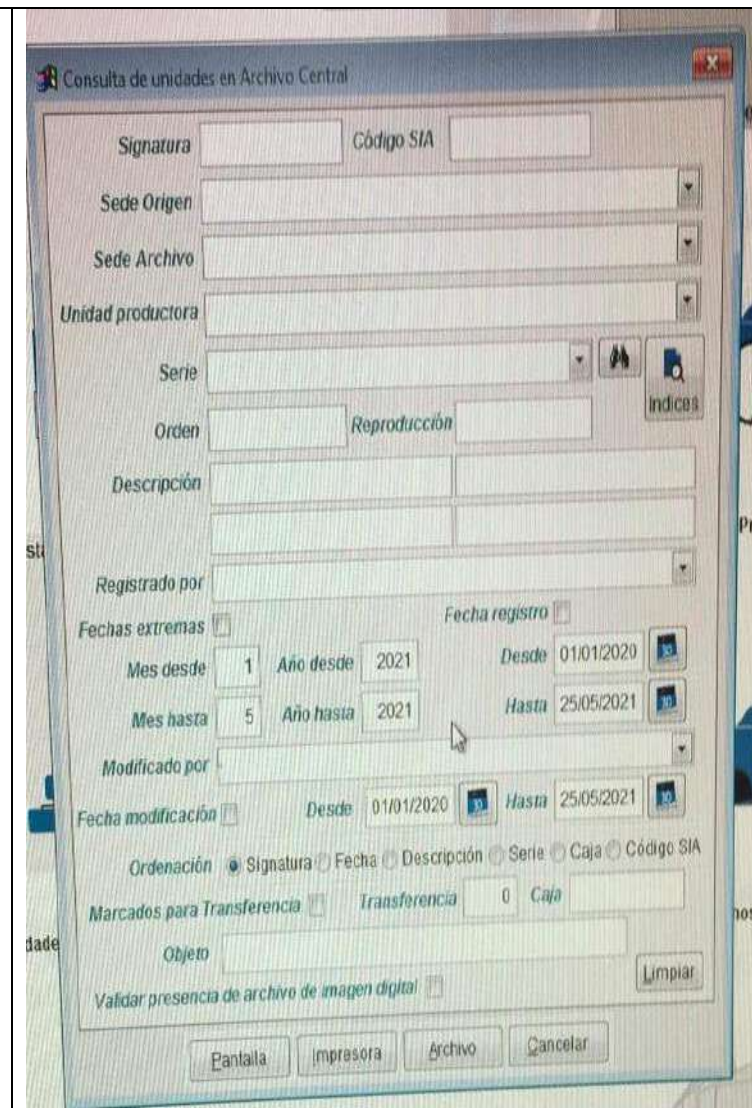 Consulta de unidades en Archivo Central
Signatura Código SIA
Sede Origen
Sede Archivo
Unidad productora
Serie
Indices
Orden Reproducción
Descripción
Registrado por
Fechas extremas Fecha registro
Mes desde 1 Año desde 2021 Desde 01/01/2020
Mes hasta 5 Año hasta 2021 Hasta 25/05/2021
Modificado por
Fecha modificación Desde 01/01/2020 Hasta 25/05/2021
Ordenación Signatura Fecha Descripción Serie Caja Código SIA
Marcados para Transferencia Transferencia 0 Caja
Objeto
Validar presencia de archivo de imagen digital Limpiar
Pantalla Impresora Archivo Cancelar